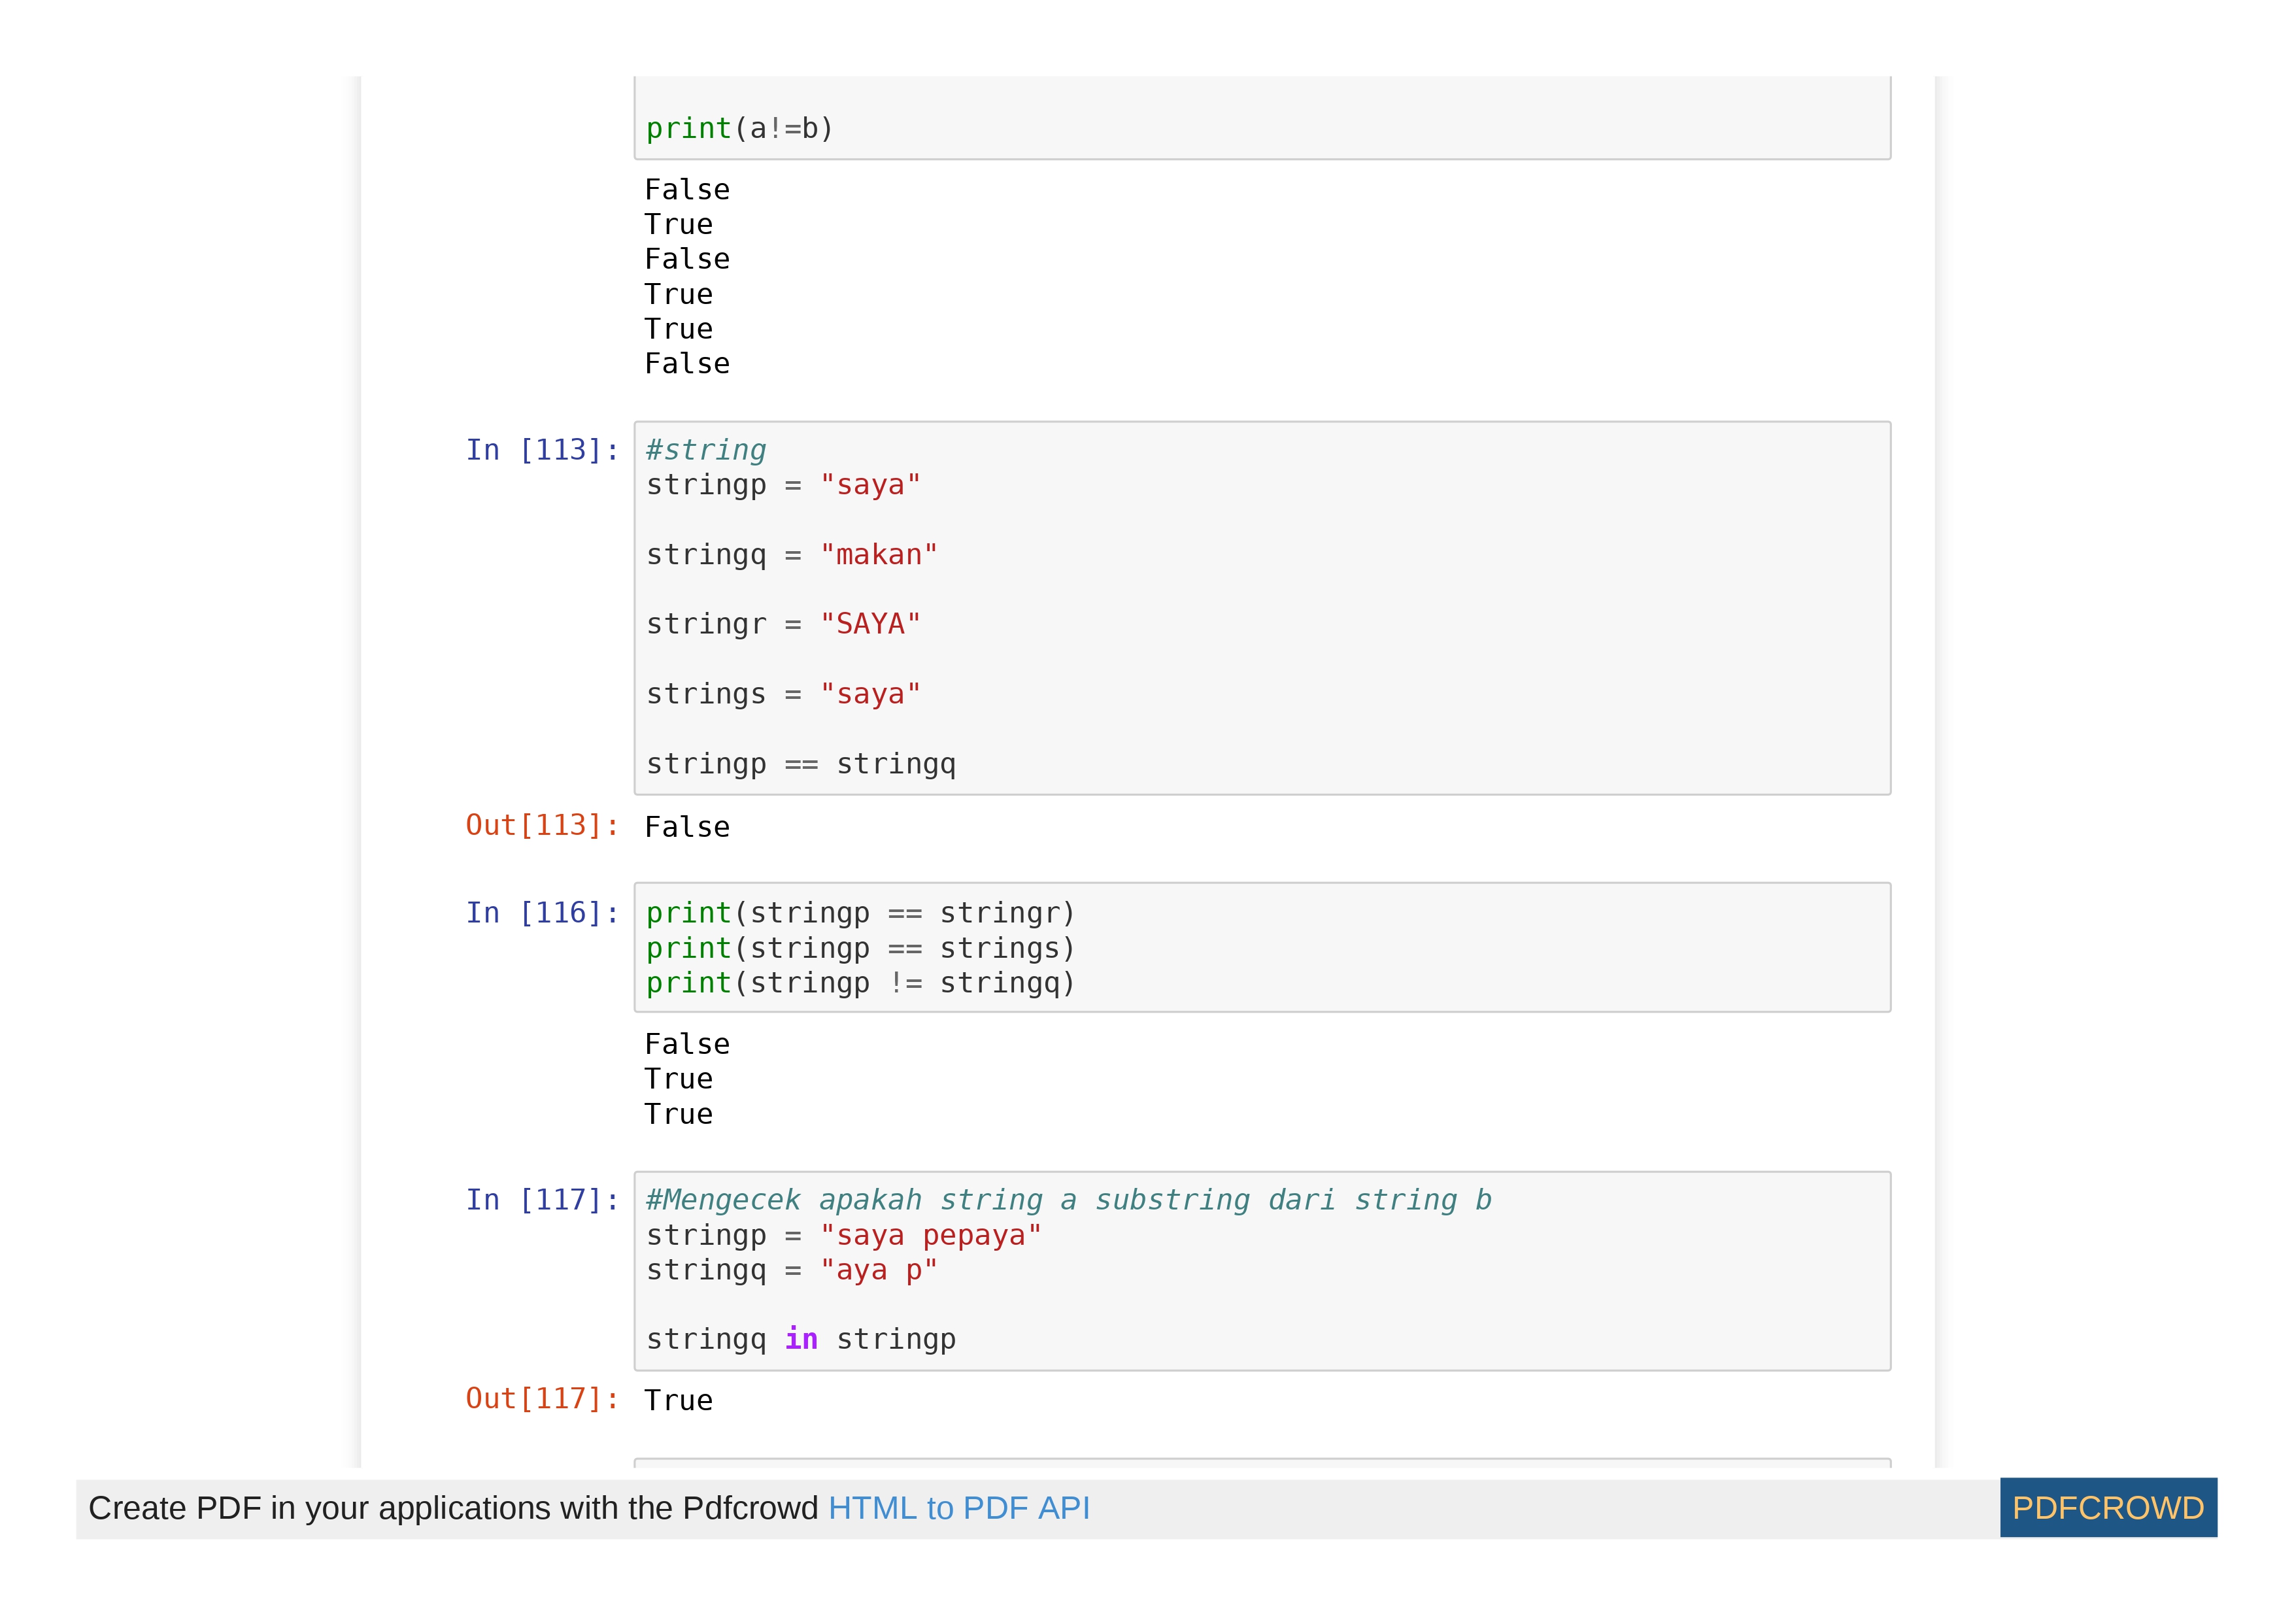 print(a!=b)
False
True
False
True
True
False
In [113]:
#string
stringp = "saya"
stringq = "makan"
stringr = "SAYA"
strings = "saya"
stringp == stringq
Out[113]:
False
In [116]:
print(stringp == stringr)
print(stringp == strings)
print(stringp != stringq)
False
True
True
In [117]:
#Mengecek apakah string a substring dari string b
stringp = "saya pepaya"
stringq = "aya p"
stringq in stringp
Out[117]:
True
Create PDF in your applications with the Pdfcrowd HTML to PDF API
PDFCROWD